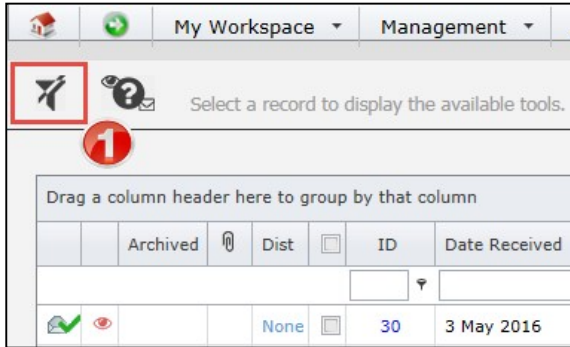 My Workspace Management
Select a record to display the available tools.
1
Drag a column header here to group by that column
Archived Dist ID Date Received
None 30 3 May 2016